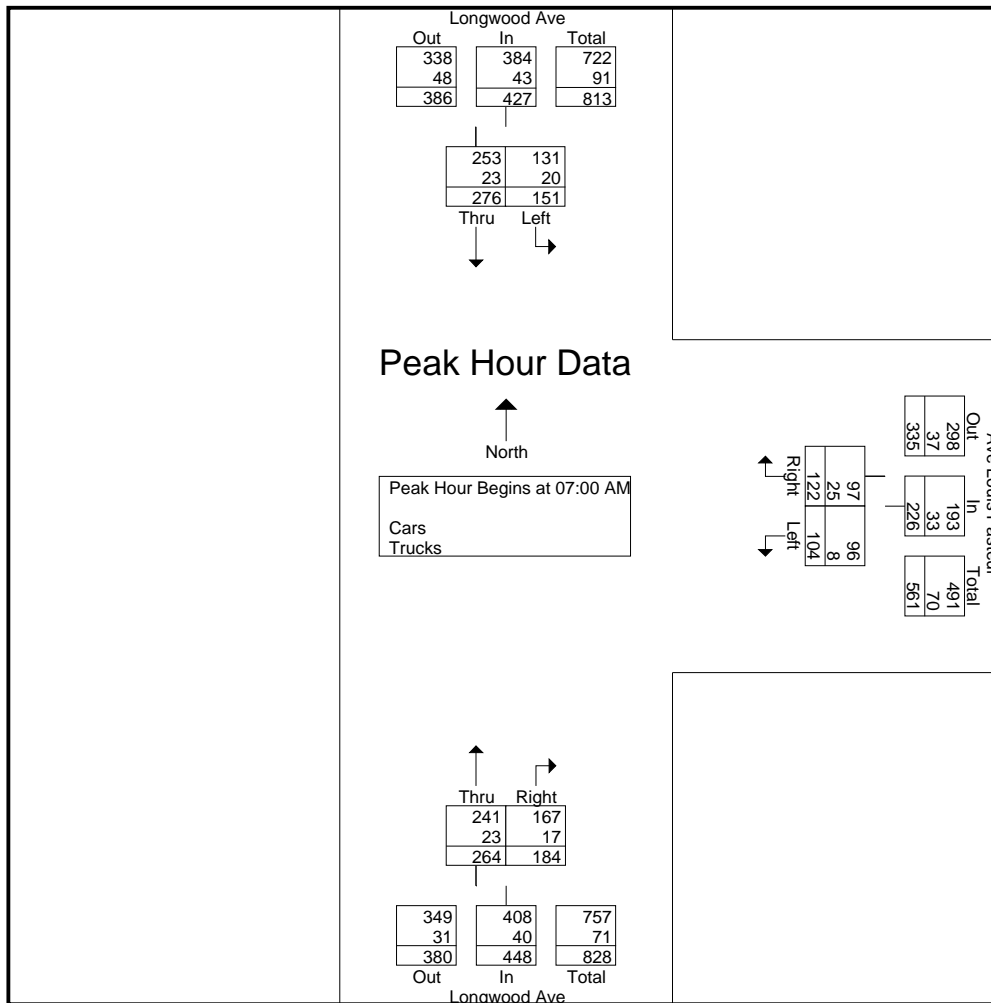 Longwood Ave
Out In Total
338 384 722
48 43 91
386 427 813
253 131
23 20
276 151
Thru Left
Peak Hour Data
North
Peak Hour Begins at 07:00 AM
Cars
Trucks
Ave Louis Pasteur
Out In Total
298 193 491
37 33 70
335 226 561
97 96
25 8
122 104
Right Left
Thru Right
241 167
23 17
264 184
349 408 757
31 40 71
380 448 828
Out In Total
Longwood Ave